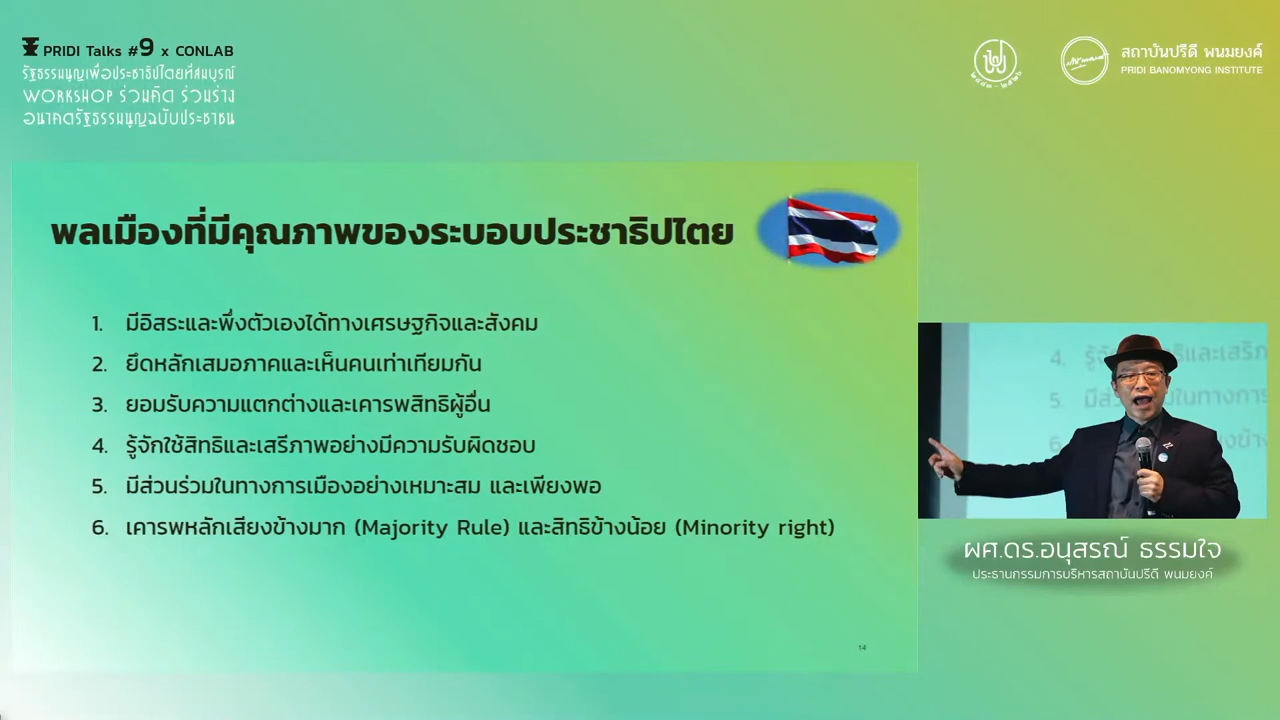 PRIDI Talks #9 x CONLAB
รัฐธรรมนูญเพื่อประชาธิปไตยที่สมบูรณ์
WORKSHOP ร่วมคิด ร่วมร่าง
อนาคตรัฐธรรมนูญฉบับประชาชน
สถาบันปรีดี พนมยงค์
PRIDI BANOMYONG INSTITUTE
พลเมืองที่มีคุณภาพของระบอบประชาธิปไตย
1. มีอิสระและพึ่งตัวเองได้ทางเศรษฐกิจและสังคม
2. ยึดหลักเสมอภาคและเห็นคนเท่าเทียมกัน
3. ยอมรับความแตกต่างและเคารพสิทธิผู้อื่น
4. รู้จักใช้สิทธิและเสรีภาพอย่างมีความรับผิดชอบ
5. มีส่วนร่วมในทางการเมืองอย่างเหมาะสม และเพียงพอ
6. เคารพหลักเสียงข้างมาก (Majority Rule) และสิทธิข้างน้อย (Minority right)
14
4.
5.
ผศ.ดร.อนุสรณ์ ธรรมใจ
ประธานกรรมการบริหารสถาบันปรีดี พนมยงค์